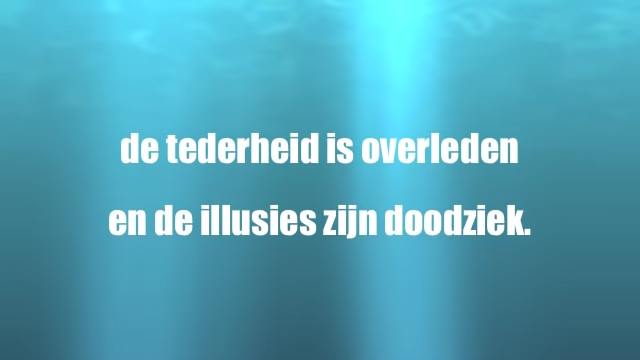 de tederheid is overleden
en de illusies zijn doodziek.